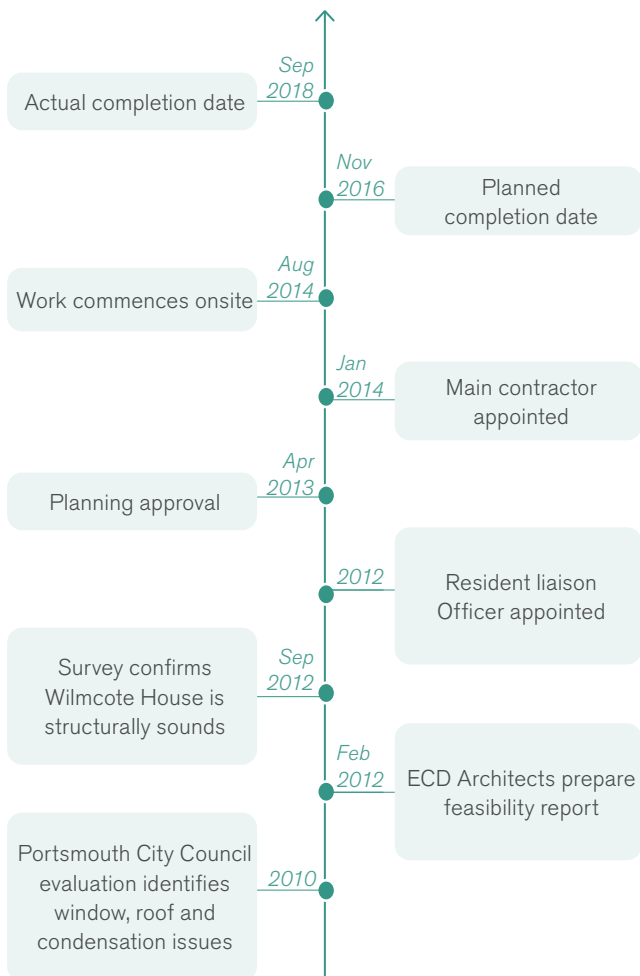 Sep
2018
Actual completion date
Nov
2016
Planned
completion date
Aug
2014
Work commences onsite
Jan
2014
Main contractor
appointed
Apr
2013
Planning approval
2012
Resident liaison
Officer appointed
Sep
2012
Survey confirms
Wilmcote House is
structurally sounds
Feb
2012
ECD Architects prepare
feasibility report
2010
Portsmouth City Council
evaluation identifies
window, roof and
condensation issues